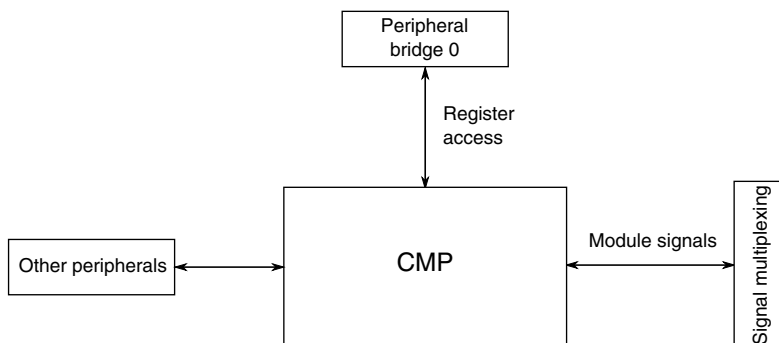 Peripheral
bridge 0
Register
access
Other peripherals
CMP
Module signals
Signal multiplexing